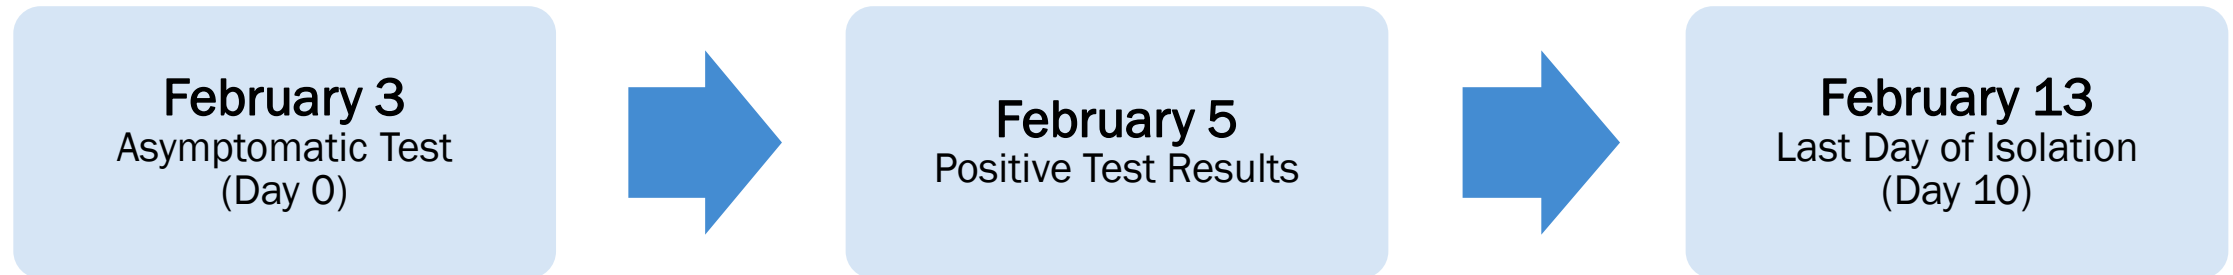 February 3
Asymptomatic Test
(Day 0)
February 5
Positive Test Results
February 13
Last Day of Isolation
(Day 10)